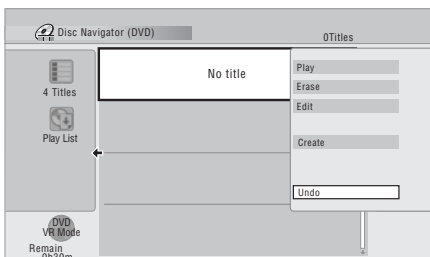 Disc Navigator (DVD)
0Titles
4 Titles
Play List
No title
Play
Erase
Edit
Create
Undo
DVD
VR Mode
Remain
0h30m